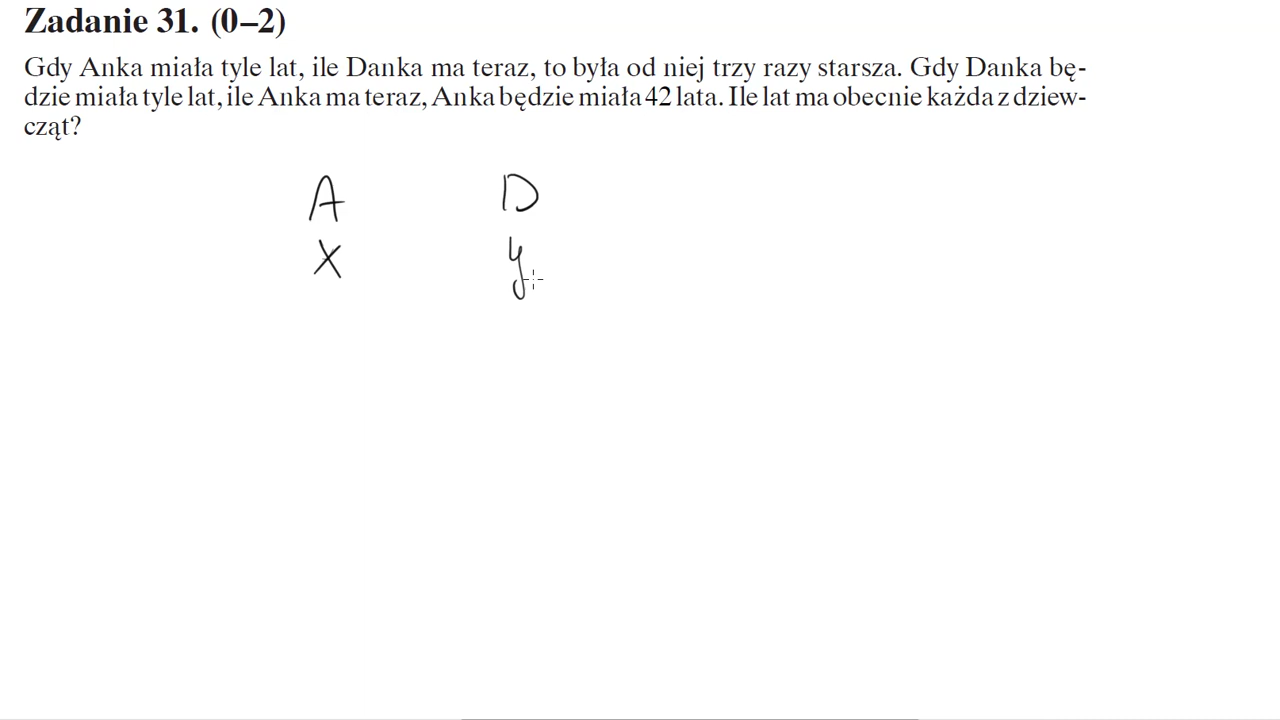 Zadanie 31. (0–2)
Gdy Anka miała tyle lat, ile Danka ma teraz, to była od niej trzy razy starsza. Gdy Danka bę-
dzie miała tyle lat, ile Anka ma teraz, Anka będzie miała 42 lata. Ile lat ma obecnie każda z dziew-
cząt?
A D
x y